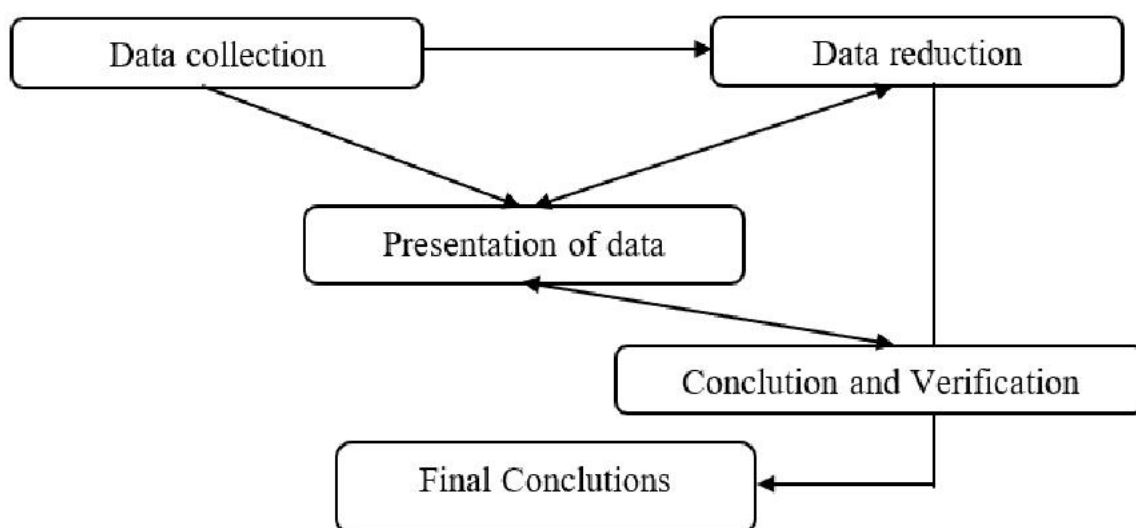 Data collection
Data reduction
Presentation of data
Conclution and Verification
Final Conclutions